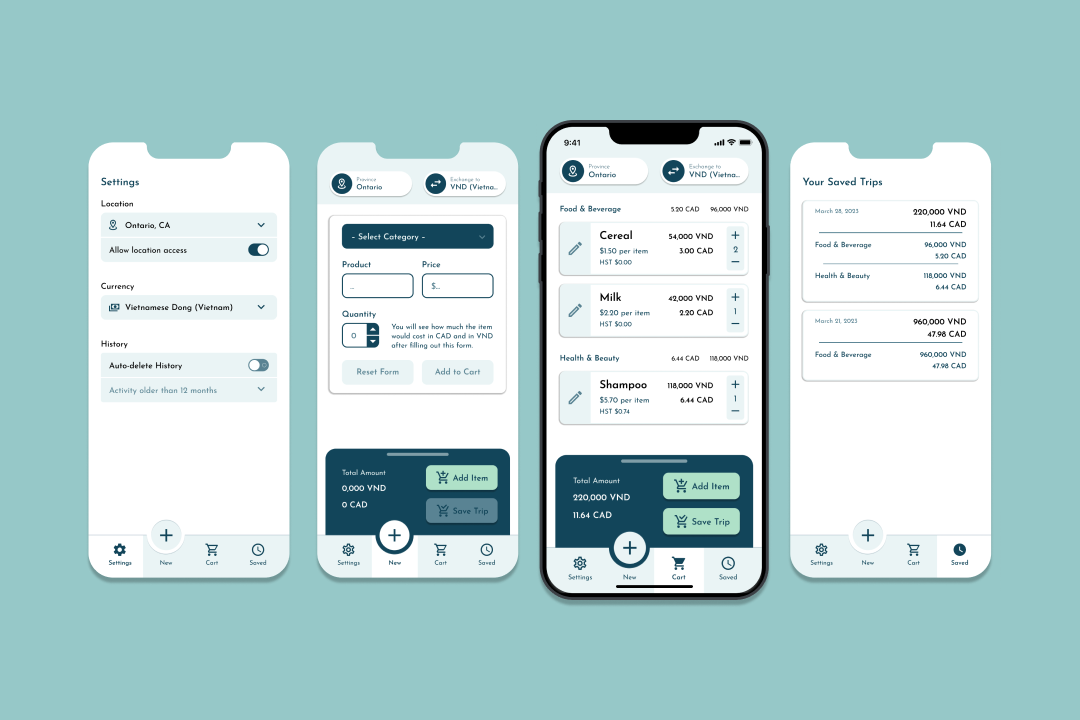 Settings
Location
Ontario, CA
Allow location access
Currency
Vietnamese Dong (Vietnam)
History
Auto-delete History
Activity older than 12 months
Settings
New
Cart
Saved
Province
Ontario
Exchange to
VND (Vietna...
- Select Category -
Product
Price
...
$...
Quantity
0
You will see how much the item
would cost in CAD and in VND
after filling out this form.
Reset Form
Add to Cart
Total Amount
0,000 VND
0 CAD
Add Item
Save Trip
Settings
New
Cart
Saved
9:41
Province
Ontario
Exchange to
VND (Vietna...
Food & Beverage 5.20 CAD 96,000 VND
Cereal 54,000 VND
$1.50 per item 3.00 CAD
HST $0.00
+
2
–
Milk 42,000 VND
$2.20 per item 2.20 CAD
HST $0.00
+
1
–
Health & Beauty 6.44 CAD 118,000 VND
Shampoo 118,000 VND
$5.70 per item 6.44 CAD
HST $0.74
+
1
–
Total Amount
220,000 VND
11.64 CAD
Add Item
Save Trip
Settings
New
Cart
Saved
Your Saved Trips
March 28, 2023 220,000 VND
11.64 CAD
Food & Beverage 96,000 VND
5.20 CAD
Health & Beauty 118,000 VND
6.44 CAD
March 21, 2023 960,000 VND
47.98 CAD
Food & Beverage 960,000 VND
47.98 CAD
Settings
New
Cart
Saved